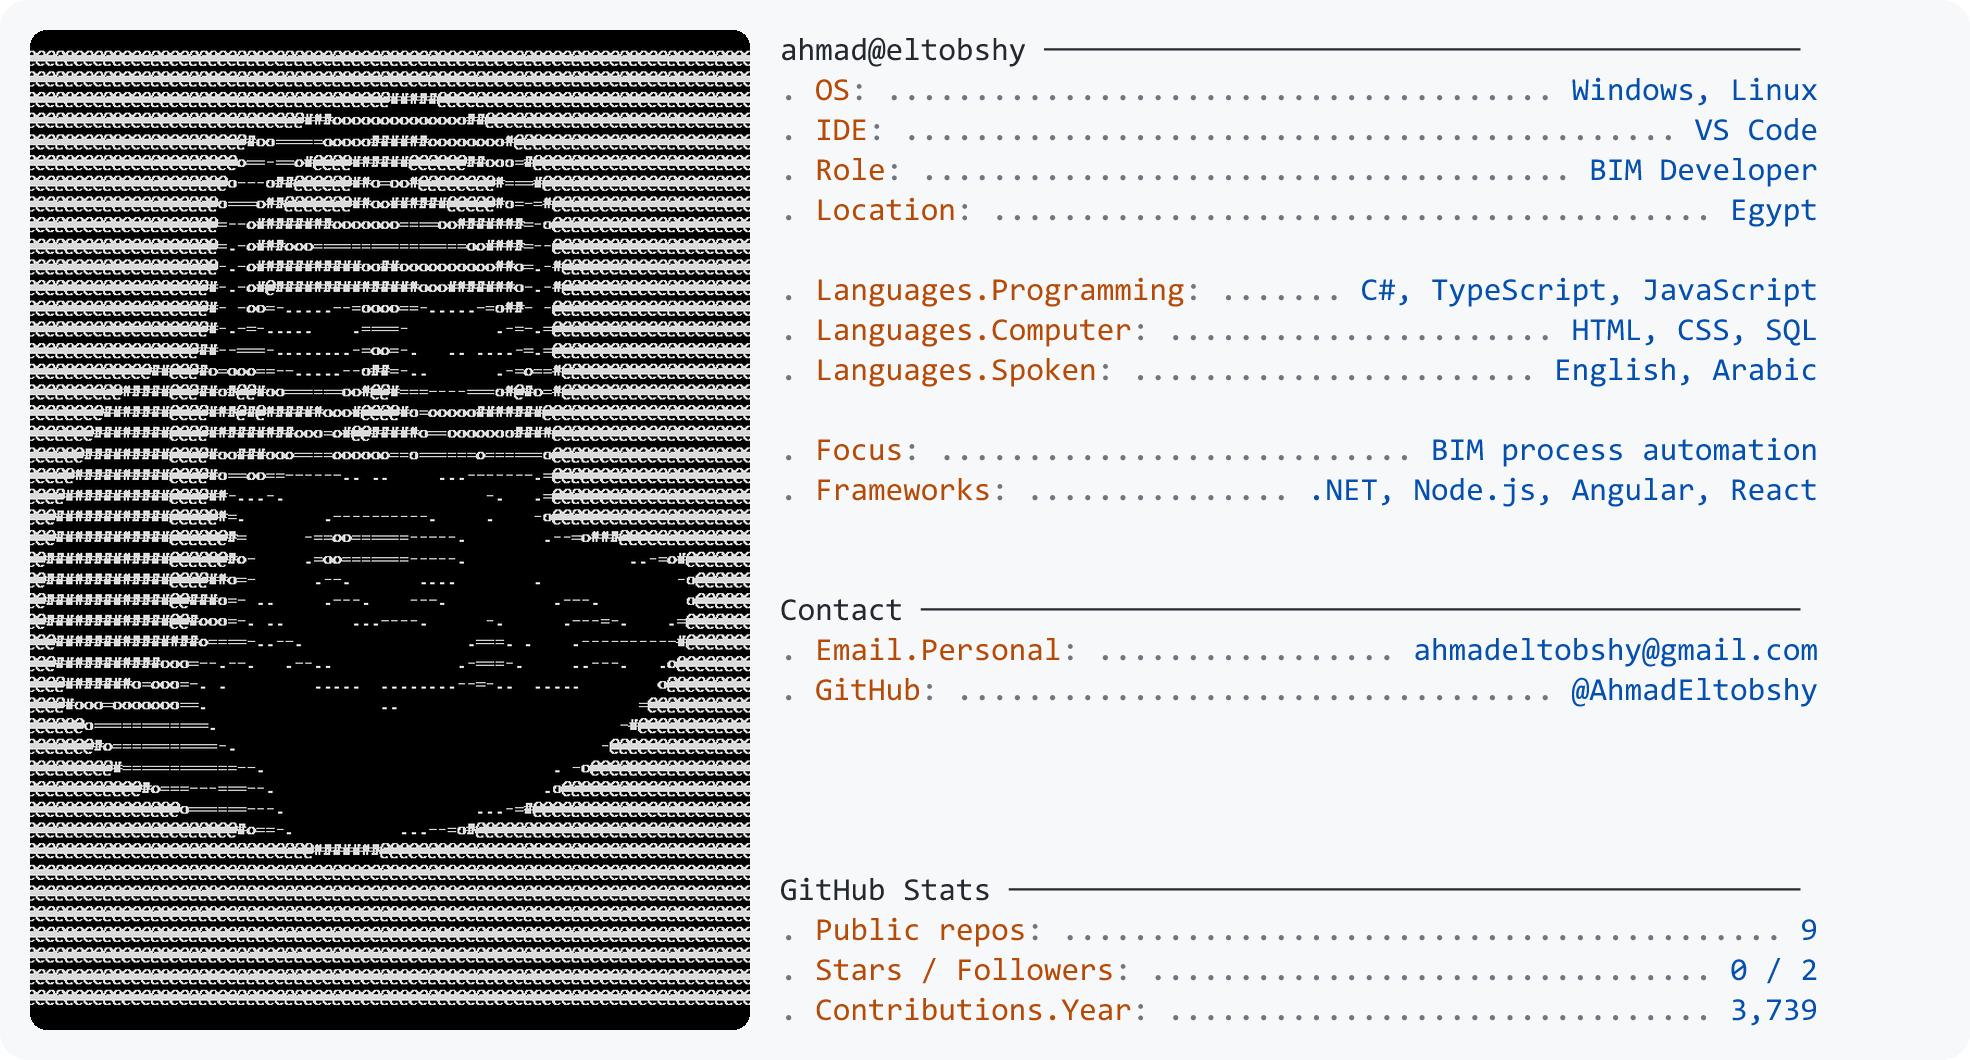 ahmad@eltobshy
. OS: ...................................... Windows, Linux
. IDE: ............................................ VS Code
. Role: ..................................... BIM Developer
. Location: ......................................... Egypt
. Languages.Programming: ....... C#, TypeScript, JavaScript
. Languages.Computer: ...................... HTML, CSS, SQL
. Languages.Spoken: ....................... English, Arabic
. Focus: ........................... BIM process automation
. Frameworks: ............... .NET, Node.js, Angular, React
Contact
. Email.Personal: ................. ahmadeltobshy@gmail.com
. GitHub: .................................. @AhmadEltobshy
GitHub Stats
. Public repos: ......................................... 9
. Stars / Followers: ................................ 0 / 2
. Contributions.Year: ............................... 3,739